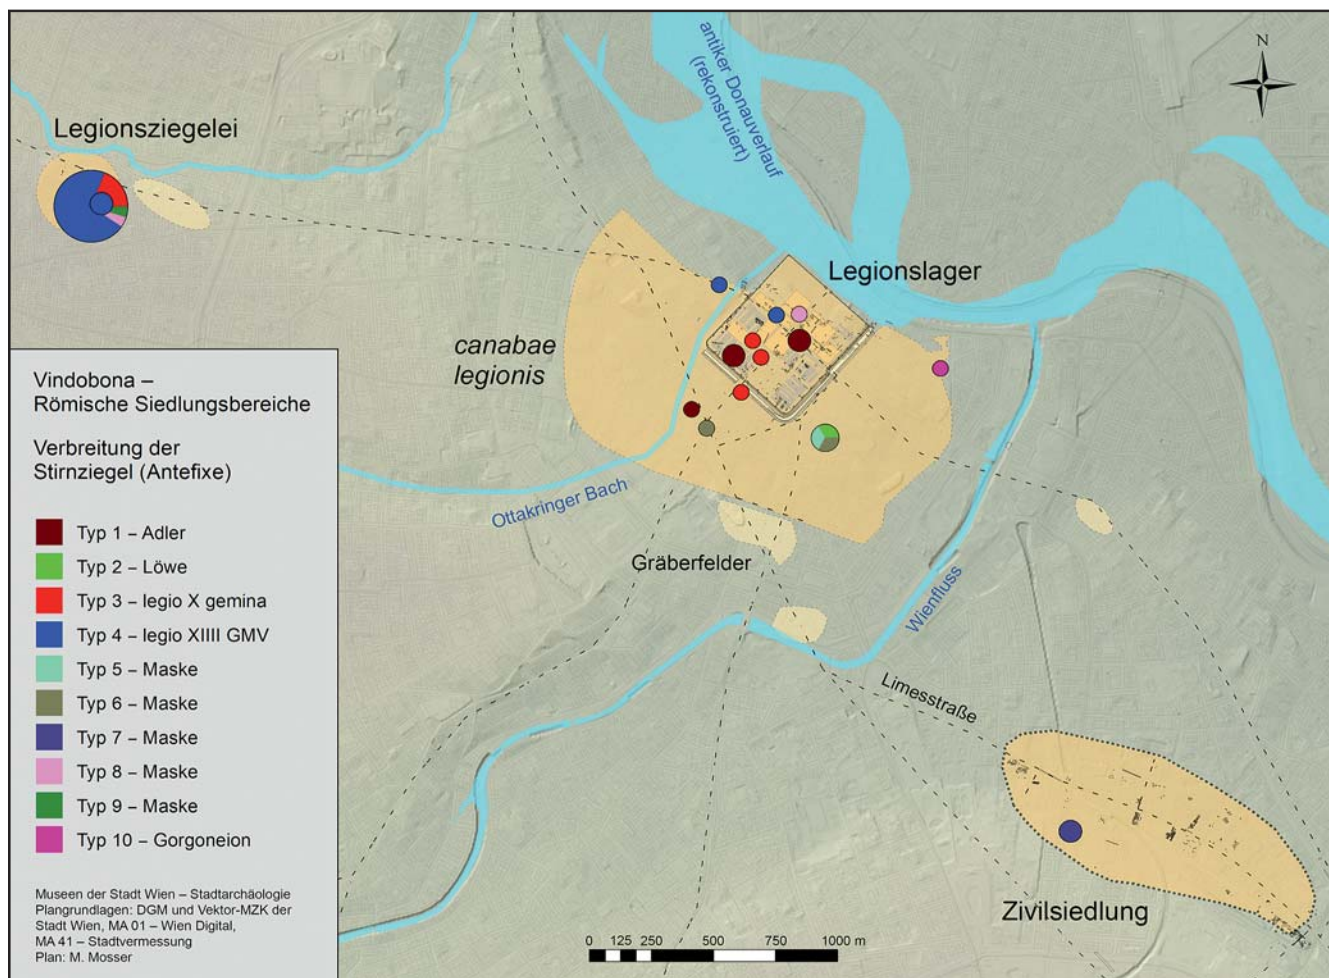 antiker Donauverlauf
(rekonstruiert)
N
Legionsziegelei
Legionslager
canabae
legionis
Vindobona –
Römische Siedlungsbereiche
Verbreitung der
Stirnziegel (Antefixe)
Typ 1 – Adler
Typ 2 – Löwe
Typ 3 – legio X gemina
Typ 4 – legio XIIII GMV
Typ 5 – Maske
Typ 6 – Maske
Typ 7 – Maske
Typ 8 – Maske
Typ 9 – Maske
Typ 10 – Gorgoneion
Museen der Stadt Wien – Stadtarchäologie
Plangrundlagen: DGM und Vektor-MZK der
Stadt Wien, MA 01 – Wien Digital,
MA 41 – Stadtvermessung
Plan: M. Mosser
Ottakringer Bach
Gräberfelder
Wienfluss
Limesstraße
Zivilsiedlung
0 125 250 500 750 1000 m